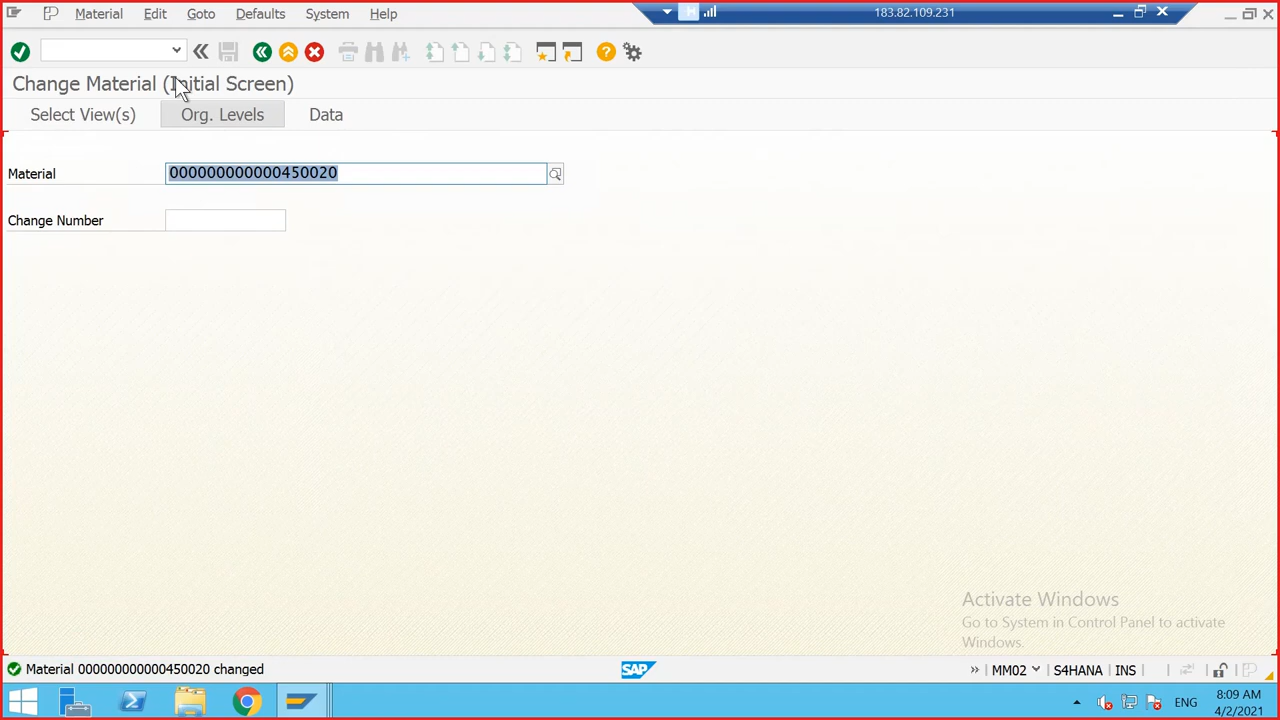 Material Edit Goto Defaults System Help
183.82.109.231
Change Material (Initial Screen)
Select View(s) Org. Levels Data
Material 000000000000450020
Change Number
Activate Windows
Go to System in Control Panel to activate
Windows.
Material 000000000000450020 changed
SAP
MM02 S4HANA INS
ENG
8:09 AM
4/2/2021